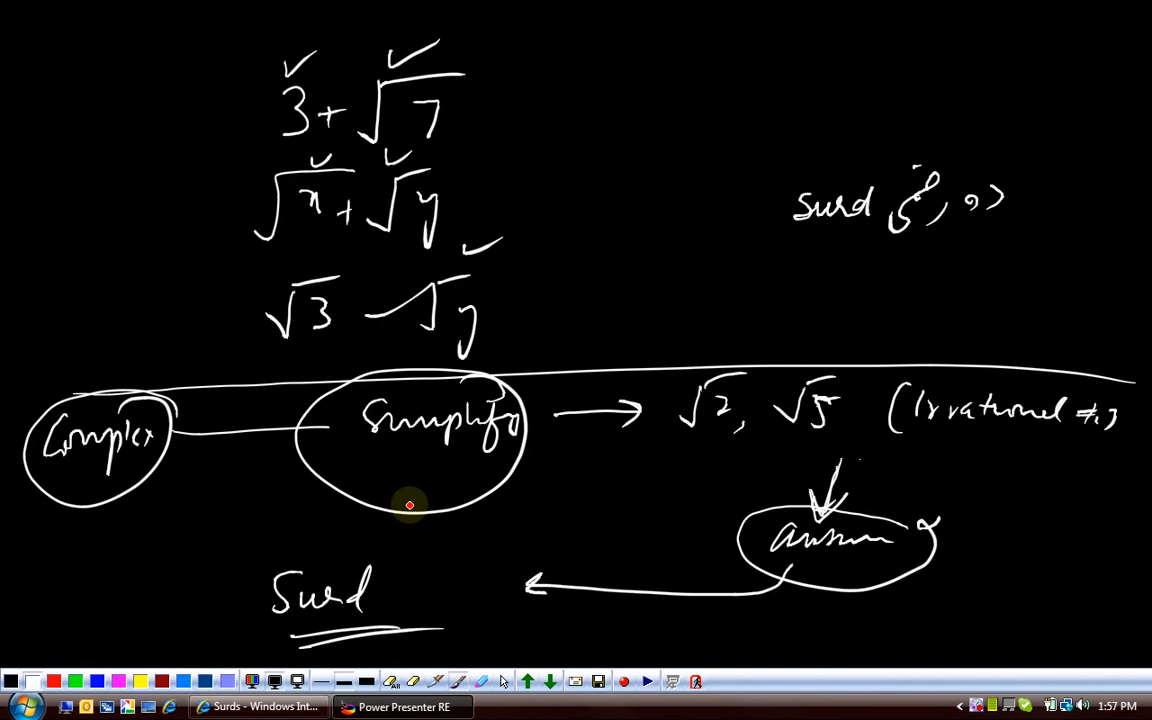 3 + √7
√x + √y
surd
√3 - √y
Complex Simplify → √2, √5 (Irrational
answer
Surd
Surds - Windows Int...
Power Presenter RE
1:57 PM